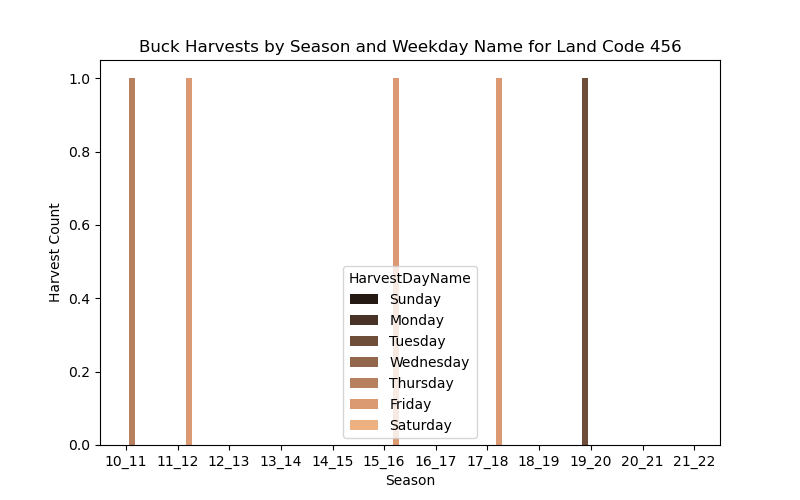 Buck Harvests by Season and Weekday Name for Land Code 456
1.0
0.8
0.6
0.4
0.2
0.0
Harvest Count
HarvestDayName
Sunday
Monday
Tuesday
Wednesday
Thursday
Friday
Saturday
10_11 11_12 12_13 13_14 14_15 15_16 16_17 17_18 18_19 19_20 20_21 21_22
Season